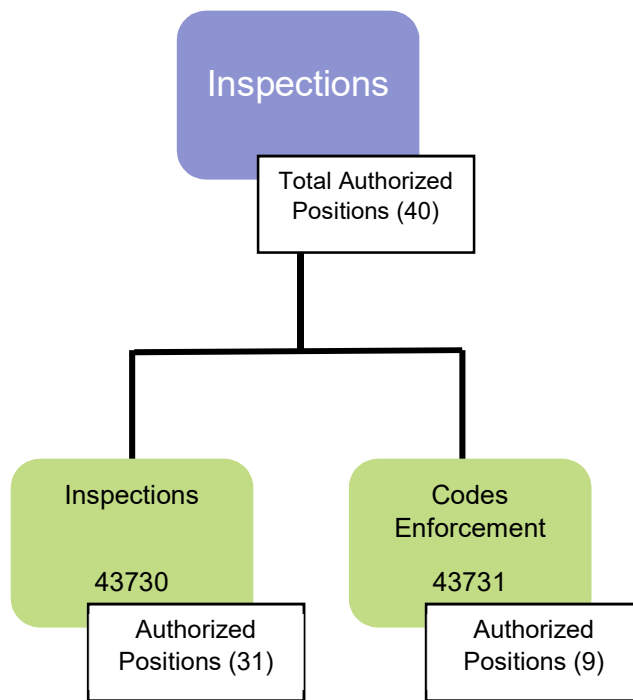 Inspections
Total Authorized
Positions (40)
Inspections
43730
Authorized
Positions (31)
Codes
Enforcement
43731
Authorized
Positions (9)